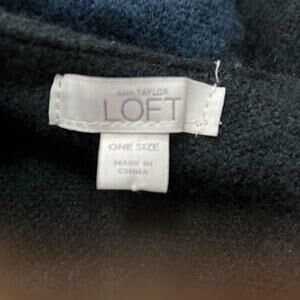 ANN TAYLOR
LOFT
ONE SIZE
MADE IN
CHINA